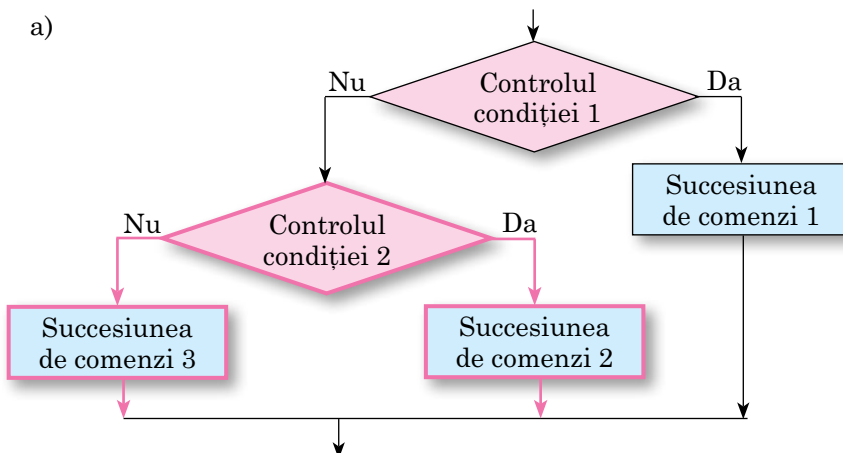 a)
Controlul
condiției 1
Nu
Da
Succesiunea
de comenzi 1
Controlul
condiției 2
Nu
Da
Succesiunea
de comenzi 3
Succesiunea
de comenzi 2